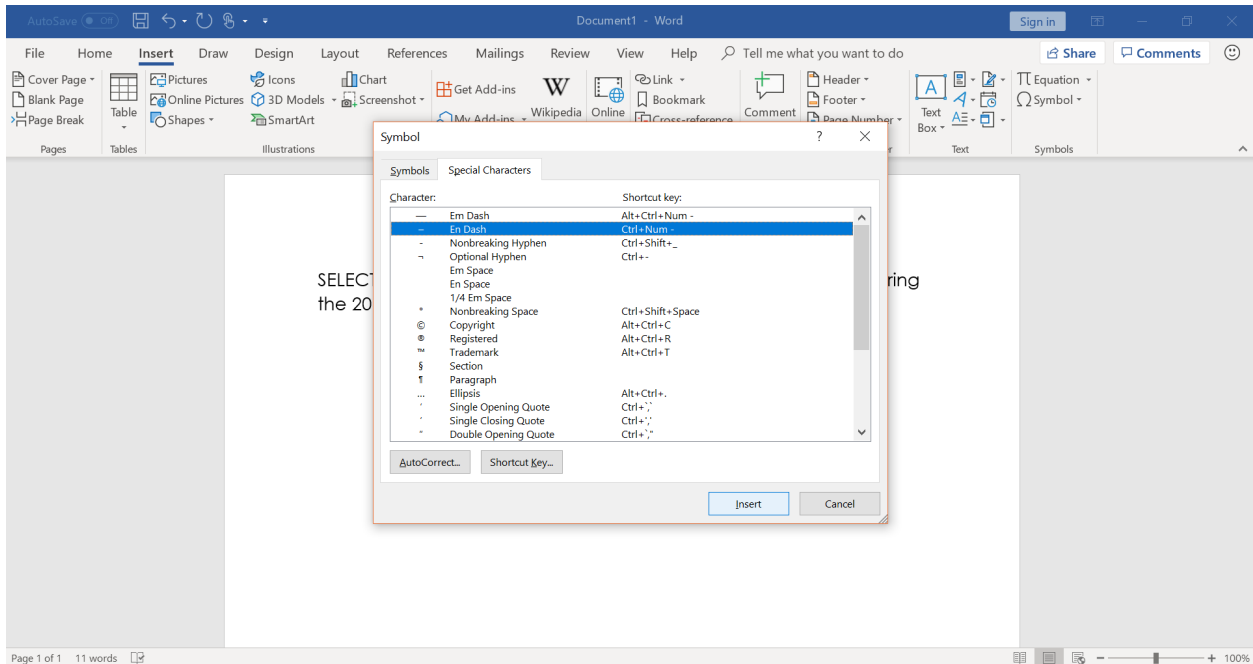 AutoSave Off Document1 - Word Sign in
File Home Insert Draw Design Layout References Mailings Review View Help Tell me what you want to do Share Comments
Cover Page
Blank Page
Page Break
Pages
Table
Tables
Pictures
Online Pictures
Shapes
Icons
3D Models
SmartArt
Chart
Screenshot
Illustrations
Get Add-ins
My Add-ins
W
Wikipedia
Online
Link
Bookmark
Cross-reference
Comment
Header
Footer
Page Number
Text
Box
Text
Equation
Symbol
Symbols
Symbol ?
Symbols Special Characters
Character: Shortcut key:
— Em Dash Alt+Ctrl+Num -
– En Dash Ctrl+Num -
- Nonbreaking Hyphen Ctrl+Shift+_
¬ Optional Hyphen Ctrl+-
Em Space
En Space
1/4 Em Space
° Nonbreaking Space Ctrl+Shift+Space
© Copyright Alt+Ctrl+C
® Registered Alt+Ctrl+R
™ Trademark Alt+Ctrl+T
§ Section
¶ Paragraph
... Ellipsis Alt+Ctrl+.
‘ Single Opening Quote Ctrl+`,`
’ Single Closing Quote Ctrl+','
“ Double Opening Quote Ctrl+`,"
AutoCorrect... Shortcut Key...
Insert Cancel
SELECT ring
the 20
Page 1 of 1 11 words 100%